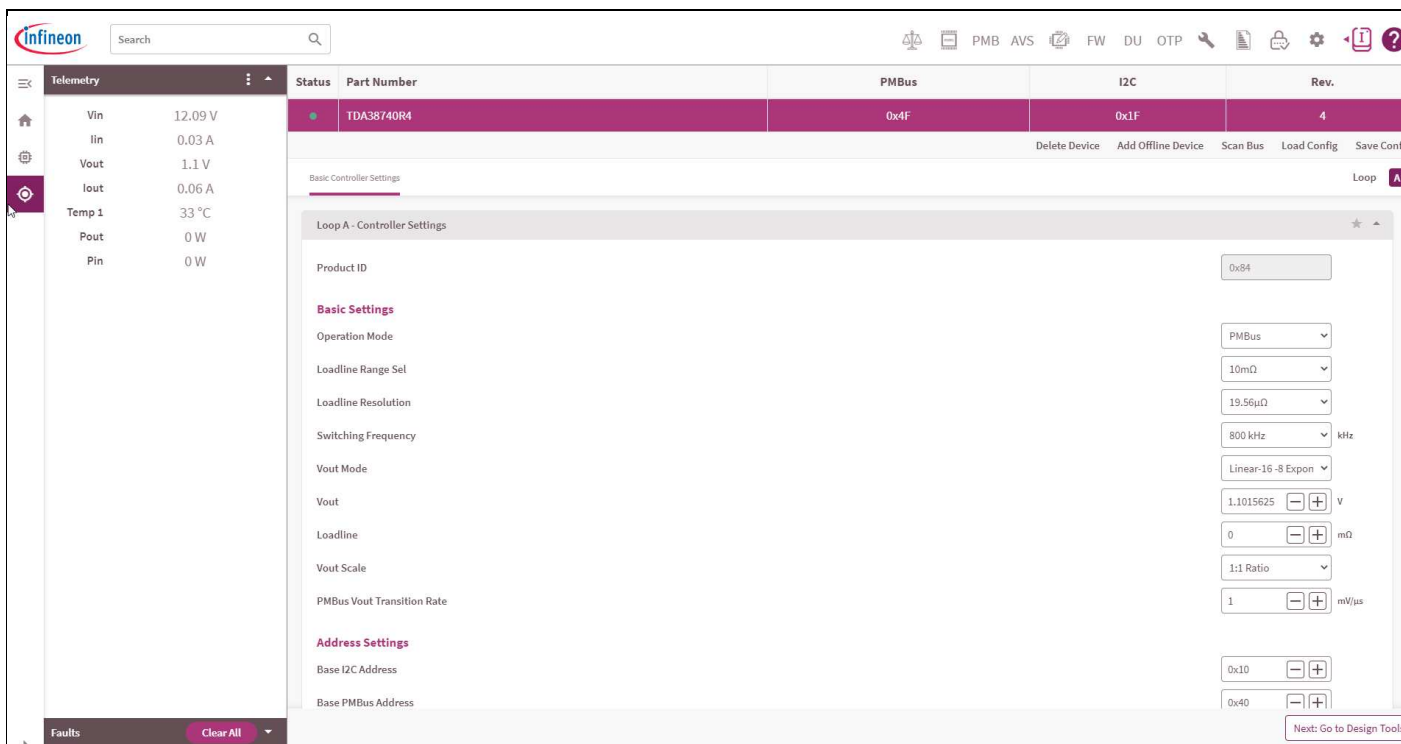 infineon
Search
PMB AVS FW DU OTP
Telemetry
Vin 12.09 V
Iin 0.03 A
Vout 1.1 V
Iout 0.06 A
Temp 1 33 °C
Pout 0 W
Pin 0 W
Faults Clear All
Status Part Number PMBus I2C Rev.
TDA38740R4 0x4F 0x1F 4
Delete Device Add Offline Device Scan Bus Load Config Save Conf
Basic Controller Settings Loop A
Loop A - Controller Settings
Product ID 0x84
Basic Settings
Operation Mode PMBus
Loadline Range Sel 10mΩ
Loadline Resolution 19.56µΩ
Switching Frequency 800 kHz kHz
Vout Mode Linear-16 -8 Expon
Vout 1.1015625 V
Loadline 0 mΩ
Vout Scale 1:1 Ratio
PMBus Vout Transition Rate 1 mV/µs
Address Settings
Base I2C Address 0x10
Base PMBus Address 0x40
Next: Go to Design Tools